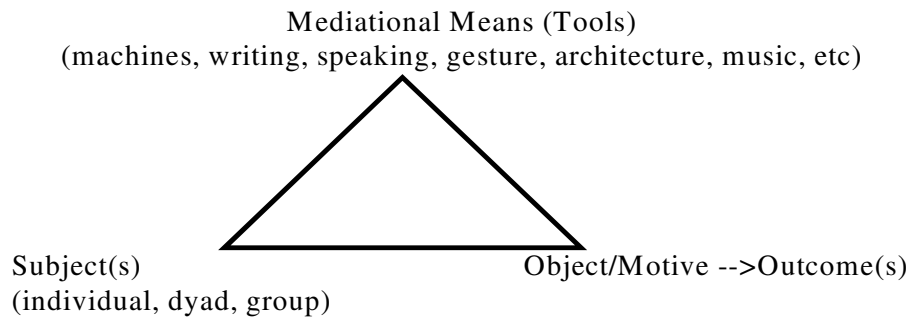 Mediational Means (Tools)
(machines, writing, speaking, gesture, architecture, music, etc)
Subject(s)
Object/Motive -->Outcome(s)
(individual, dyad, group)